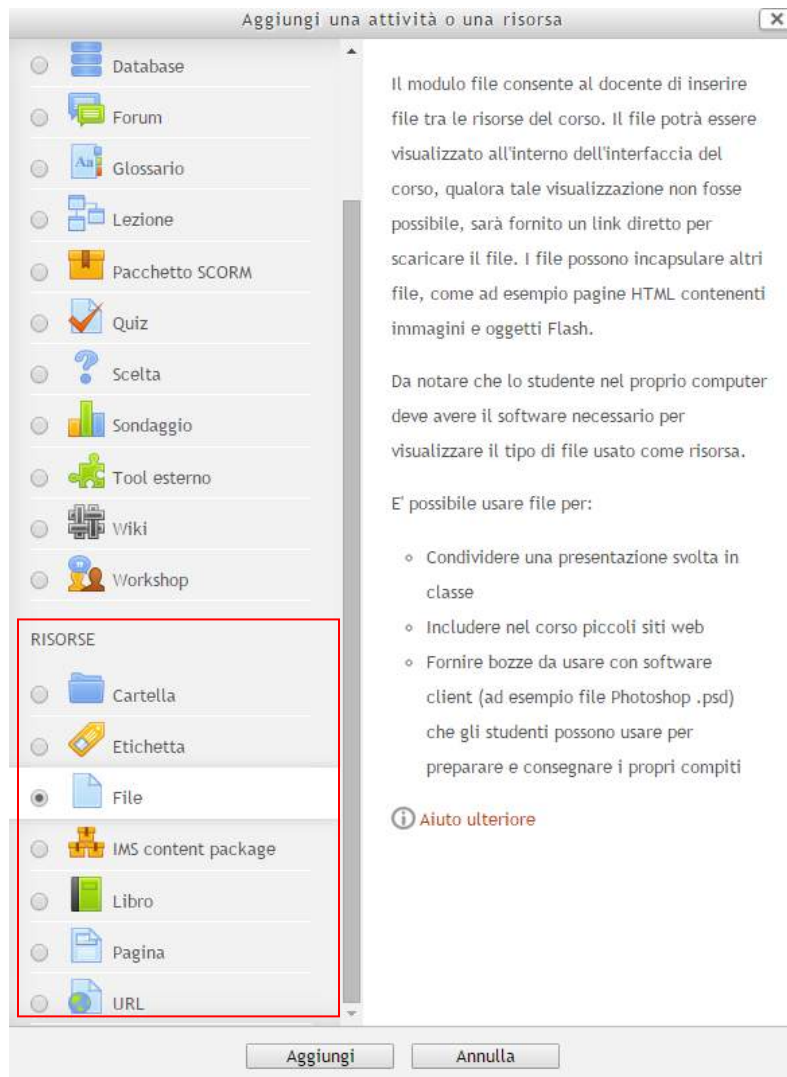 Aggiungi una attività o una risorsa
Database
Forum
Aa
Glossario
Lezione
Pacchetto SCORM
Quiz
Scelta
Sondaggio
Tool esterno
Wiki
Workshop
RISORSE
Cartella
Etichetta
File
IMS content package
Libro
Pagina
URL
Il modulo file consente al docente di inserire
file tra le risorse del corso. Il file potrà essere
visualizzato all'interno dell'interfaccia del
corso, qualora tale visualizzazione non fosse
possibile, sarà fornito un link diretto per
scaricare il file. I file possono incapsulare altri
file, come ad esempio pagine HTML contenenti
immagini e oggetti Flash.
Da notare che lo studente nel proprio computer
deve avere il software necessario per
visualizzare il tipo di file usato come risorsa.
E' possibile usare file per:
Condividere una presentazione svolta in
classe
Includere nel corso piccoli siti web
Fornire bozze da usare con software
client (ad esempio file Photoshop .psd)
che gli studenti possono usare per
preparare e consegnare i propri compiti
Aiuto ulteriore
Aggiungi
Annulla